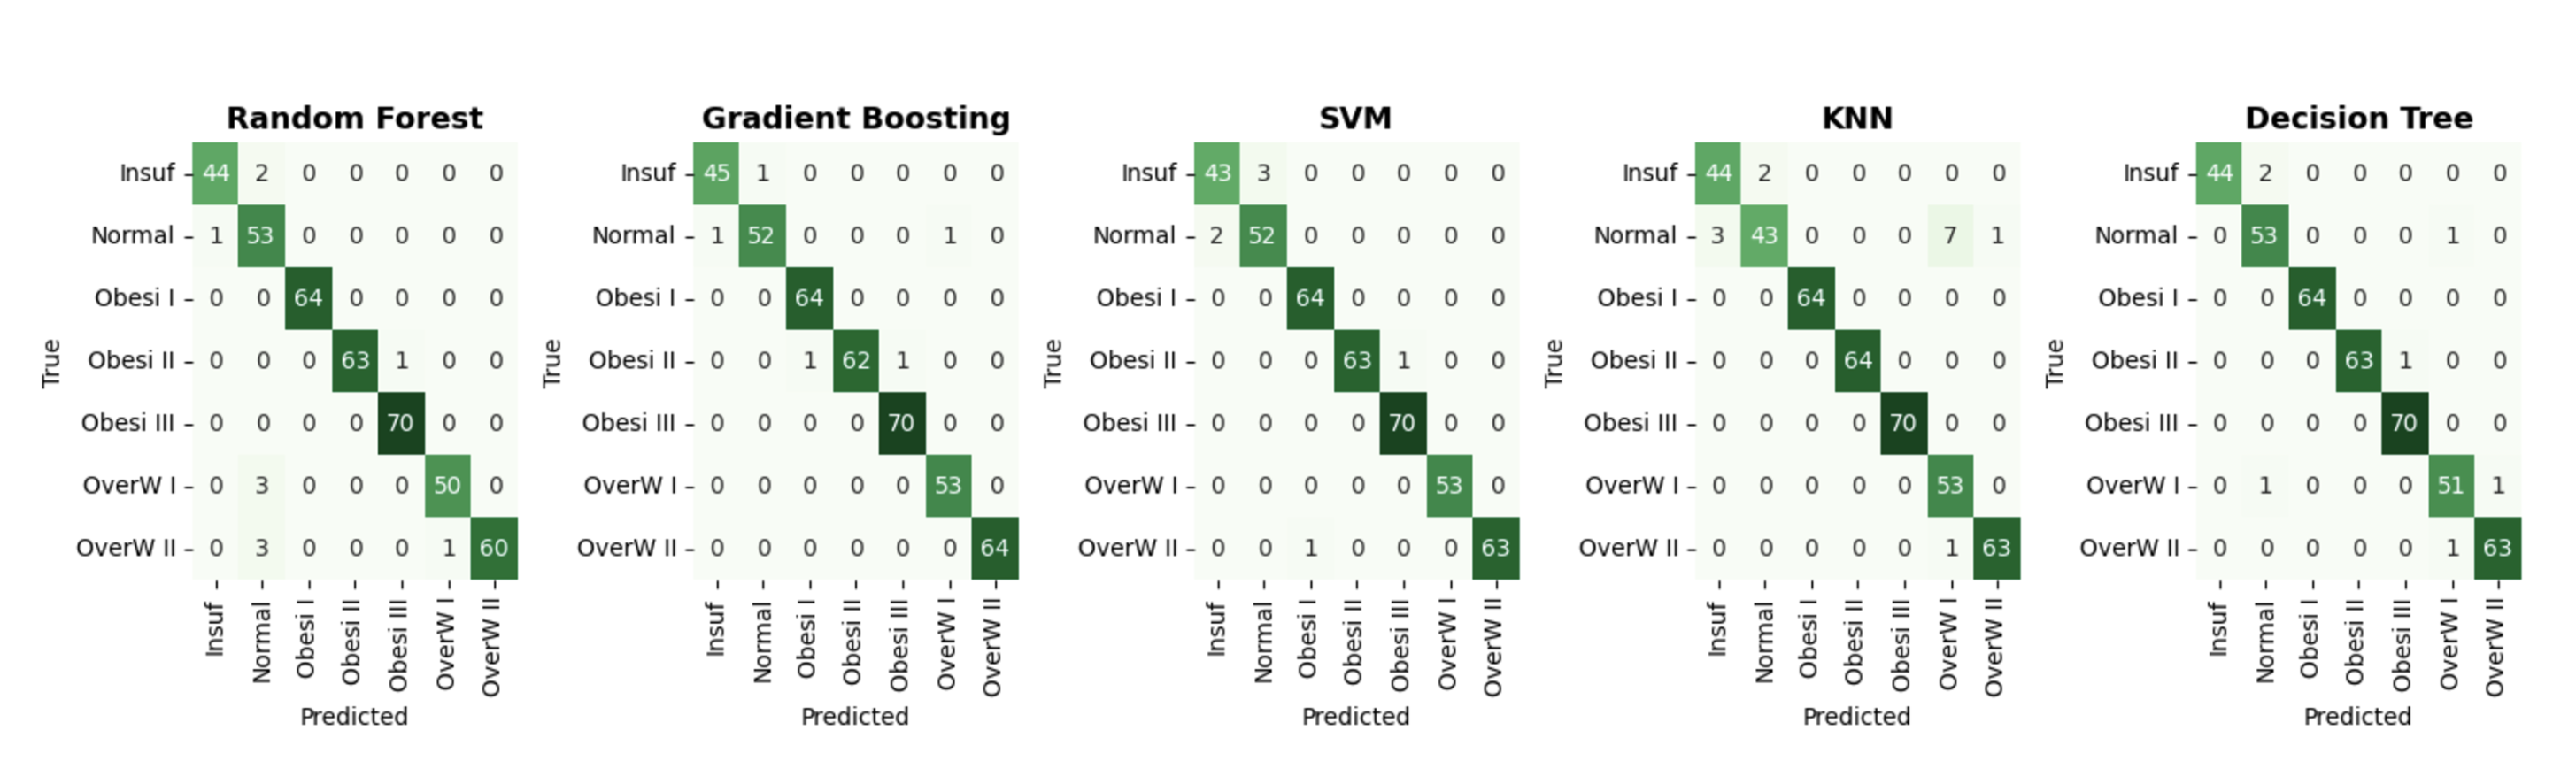 Random Forest
Insuf 44 2 0 0 0 0 0
Normal 1 53 0 0 0 0 0
Obesi I 0 0 64 0 0 0 0
Obesi II 0 0 0 63 1 0 0
Obesi III 0 0 0 0 70 0 0
OverW I 0 3 0 0 0 50 0
OverW II 0 3 0 0 0 1 60
True
Insuf Normal Obesi I Obesi II Obesi III OverW I OverW II
Predicted
Gradient Boosting
Insuf 45 1 0 0 0 0 0
Normal 1 52 0 0 0 1 0
Obesi I 0 0 64 0 0 0 0
Obesi II 0 0 1 62 1 0 0
Obesi III 0 0 0 0 70 0 0
OverW I 0 0 0 0 0 53 0
OverW II 0 0 0 0 0 0 64
True
Insuf Normal Obesi I Obesi II Obesi III OverW I OverW II
Predicted
SVM
Insuf 43 3 0 0 0 0 0
Normal 2 52 0 0 0 0 0
Obesi I 0 0 64 0 0 0 0
Obesi II 0 0 0 63 1 0 0
Obesi III 0 0 0 0 70 0 0
OverW I 0 0 0 0 0 53 0
OverW II 0 0 1 0 0 0 63
True
Insuf Normal Obesi I Obesi II Obesi III OverW I OverW II
Predicted
KNN
Insuf 44 2 0 0 0 0 0
Normal 3 43 0 0 0 7 1
Obesi I 0 0 64 0 0 0 0
Obesi II 0 0 0 64 0 0 0
Obesi III 0 0 0 0 70 0 0
OverW I 0 0 0 0 0 53 0
OverW II 0 0 0 0 0 1 63
True
Insuf Normal Obesi I Obesi II Obesi III OverW I OverW II
Predicted
Decision Tree
Insuf 44 2 0 0 0 0 0
Normal 0 53 0 0 0 1 0
Obesi I 0 0 64 0 0 0 0
Obesi II 0 0 0 63 1 0 0
Obesi III 0 0 0 0 70 0 0
OverW I 0 1 0 0 0 51 1
OverW II 0 0 0 0 0 1 63
True
Insuf Normal Obesi I Obesi II Obesi III OverW I OverW II
Predicted